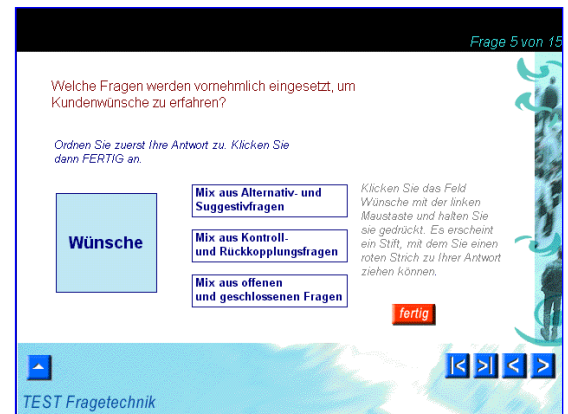 Frage 5 von 15
Welche Fragen werden vornehmlich eingesetzt, um
Kundenwünsche zu erfahren?
Ordnen Sie zuerst Ihre Antwort zu. Klicken Sie
dann FERTIG an.
Wünsche
Mix aus Alternativ- und
Suggestivfragen
Mix aus Kontroll-
und Rückkopplungsfragen
Mix aus offenen
und geschlossenen Fragen
Klicken Sie das Feld
Wünsche mit der linken
Maustaste und halten Sie
sie gedrückt. Es erscheint
ein Stift, mit dem Sie einen
roten Strich zu Ihrer Antwort
ziehen können.
fertig
TEST Fragetechnik